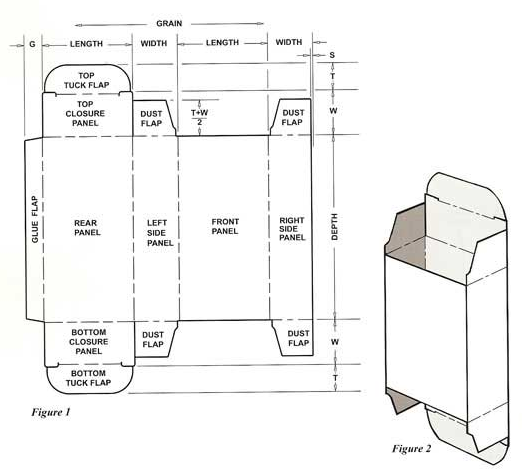 GRAIN
G
LENGTH
WIDTH
LENGTH
WIDTH
S
TOP
TUCK FLAP
T
TOP
CLOSURE
PANEL
DUST
FLAP
T+W
2
DUST
FLAP
W
GLUE FLAP
REAR
PANEL
LEFT
SIDE
PANEL
FRONT
PANEL
RIGHT
SIDE
PANEL
DEPTH
BOTTOM
CLOSURE
PANEL
DUST
FLAP
DUST
FLAP
W
BOTTOM
TUCK FLAP
T
Figure 1
Figure 2